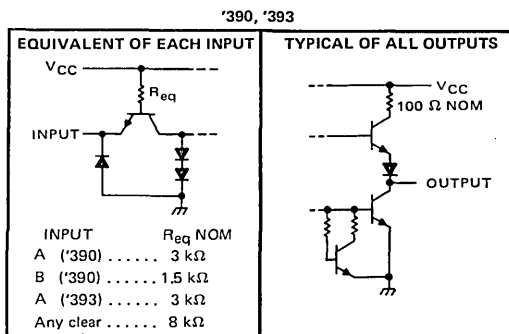 '390, '393
EQUIVALENT OF EACH INPUT
VCC
Req
INPUT
INPUT Req NOM
A ('390) ...... 3 kΩ
B ('390) ...... 1.5 kΩ
A ('393) ...... 3 kΩ
Any clear ...... 8 kΩ
TYPICAL OF ALL OUTPUTS
VCC
100 Ω NOM
OUTPUT